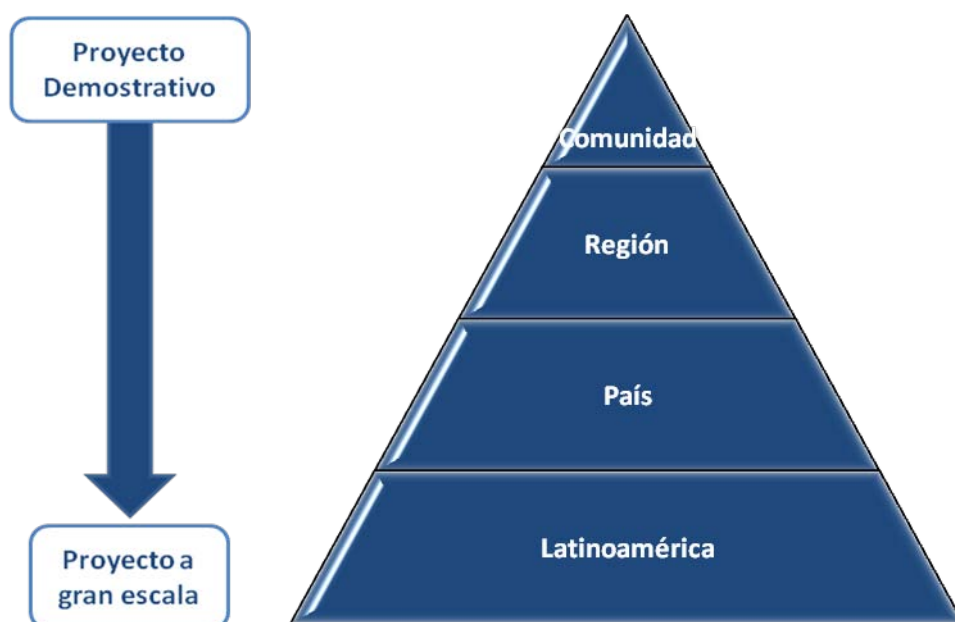 Proyecto
Demostrativo
Comunidad
Región
País
Latinoamérica
Proyecto a
gran escala